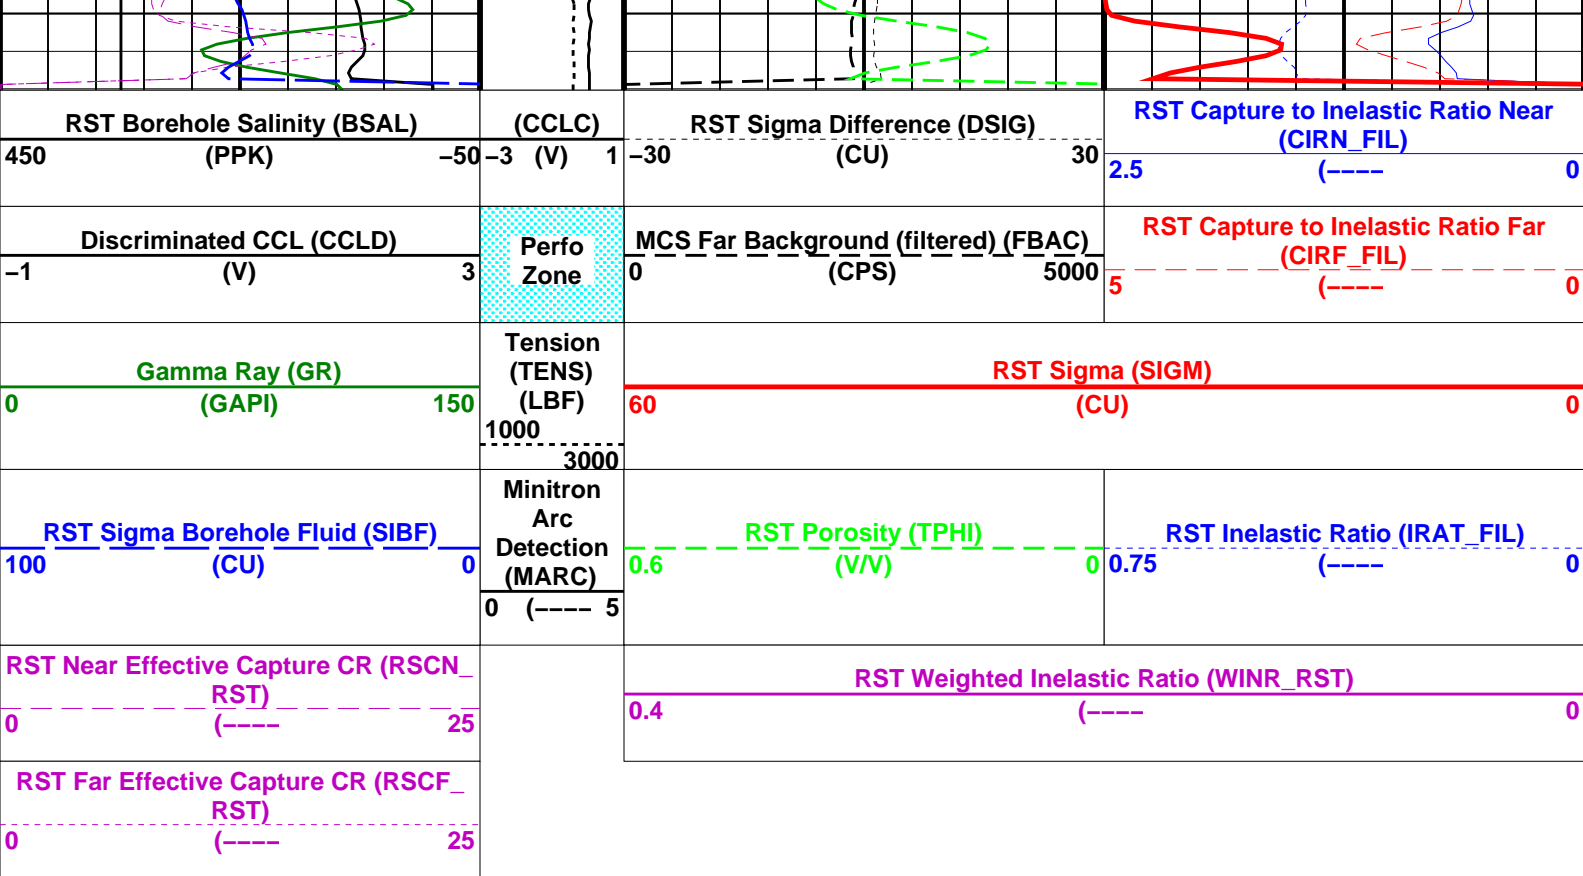 RST Borehole Salinity (BSAL)
450 (PPK) −50
(CCLC)
−3 (V) 1
RST Sigma Difference (DSIG)
−30 (CU) 30
RST Capture to Inelastic Ratio Near
(CIRN_FIL)
2.5 (−−−− 0
Discriminated CCL (CCLD)
−1 (V) 3
Perfo
Zone
MCS Far Background (filtered) (FBAC)
0 (CPS) 5000
RST Capture to Inelastic Ratio Far
(CIRF_FIL)
5 (−−−− 0
Gamma Ray (GR)
0 (GAPI) 150
Tension
(TENS)
(LBF)
1000
3000
RST Sigma (SIGM)
60 (CU) 0
RST Sigma Borehole Fluid (SIBF)
100 (CU) 0
Minitron
Arc
Detection
(MARC)
0 (−−−− 5
RST Porosity (TPHI)
0.6 (V/V) 0
RST Inelastic Ratio (IRAT_FIL)
0.75 (−−−− 0
RST Near Effective Capture CR (RSCN_
RST)
0 (−−−− 25
RST Weighted Inelastic Ratio (WINR_RST)
0.4 (−−−− 0
RST Far Effective Capture CR (RSCF_
RST)
0 (−−−− 25